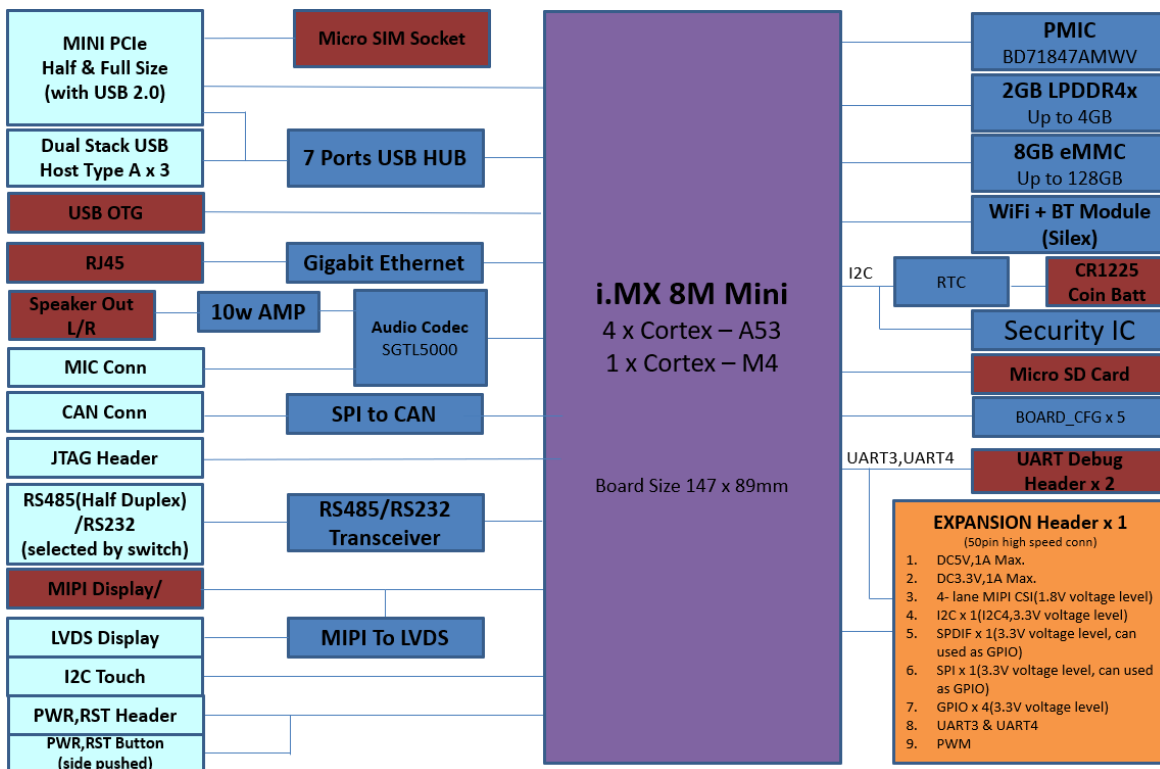 MINI PCIe
Half & Full Size
(with USB 2.0)
Dual Stack USB
Host Type A x 3
USB OTG
RJ45
Speaker Out
L/R
MIC Conn
CAN Conn
JTAG Header
RS485(Half Duplex)
/RS232
(selected by switch)
MIPI Display/
LVDS Display
I2C Touch
PWR,RST Header
PWR,RST Button
(side pushed)
Micro SIM Socket
7 Ports USB HUB
Gigabit Ethernet
10w AMP
Audio Codec
SGTL5000
SPI to CAN
RS485/RS232
Transceiver
MIPI To LVDS
i.MX 8M Mini
4 x Cortex – A53
1 x Cortex – M4
Board Size 147 x 89mm
PMIC
BD71847AMWV
2GB LPDDR4x
Up to 4GB
8GB eMMC
Up to 128GB
WiFi + BT Module
(Silex)
I2C
RTC
CR1225
Coin Batt
Security IC
Micro SD Card
BOARD_CFG x 5
UART3,UART4
UART Debug
Header x 2
EXPANSION Header x 1
(50pin high speed conn)
1. DC5V,1A Max.
2. DC3.3V,1A Max.
3. 4- lane MIPI CSI(1.8V voltage level)
4. I2C x 1(I2C4,3.3V voltage level)
5. SPDIF x 1(3.3V voltage level, can
used as GPIO)
6. SPI x 1(3.3V voltage level, can used
as GPIO)
7. GPIO x 4(3.3V voltage level)
8. UART3 & UART4
9. PWM